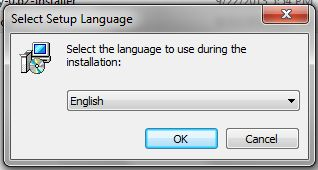 Select Setup Language
Select the language to use during the
installation:
English
OK
Cancel